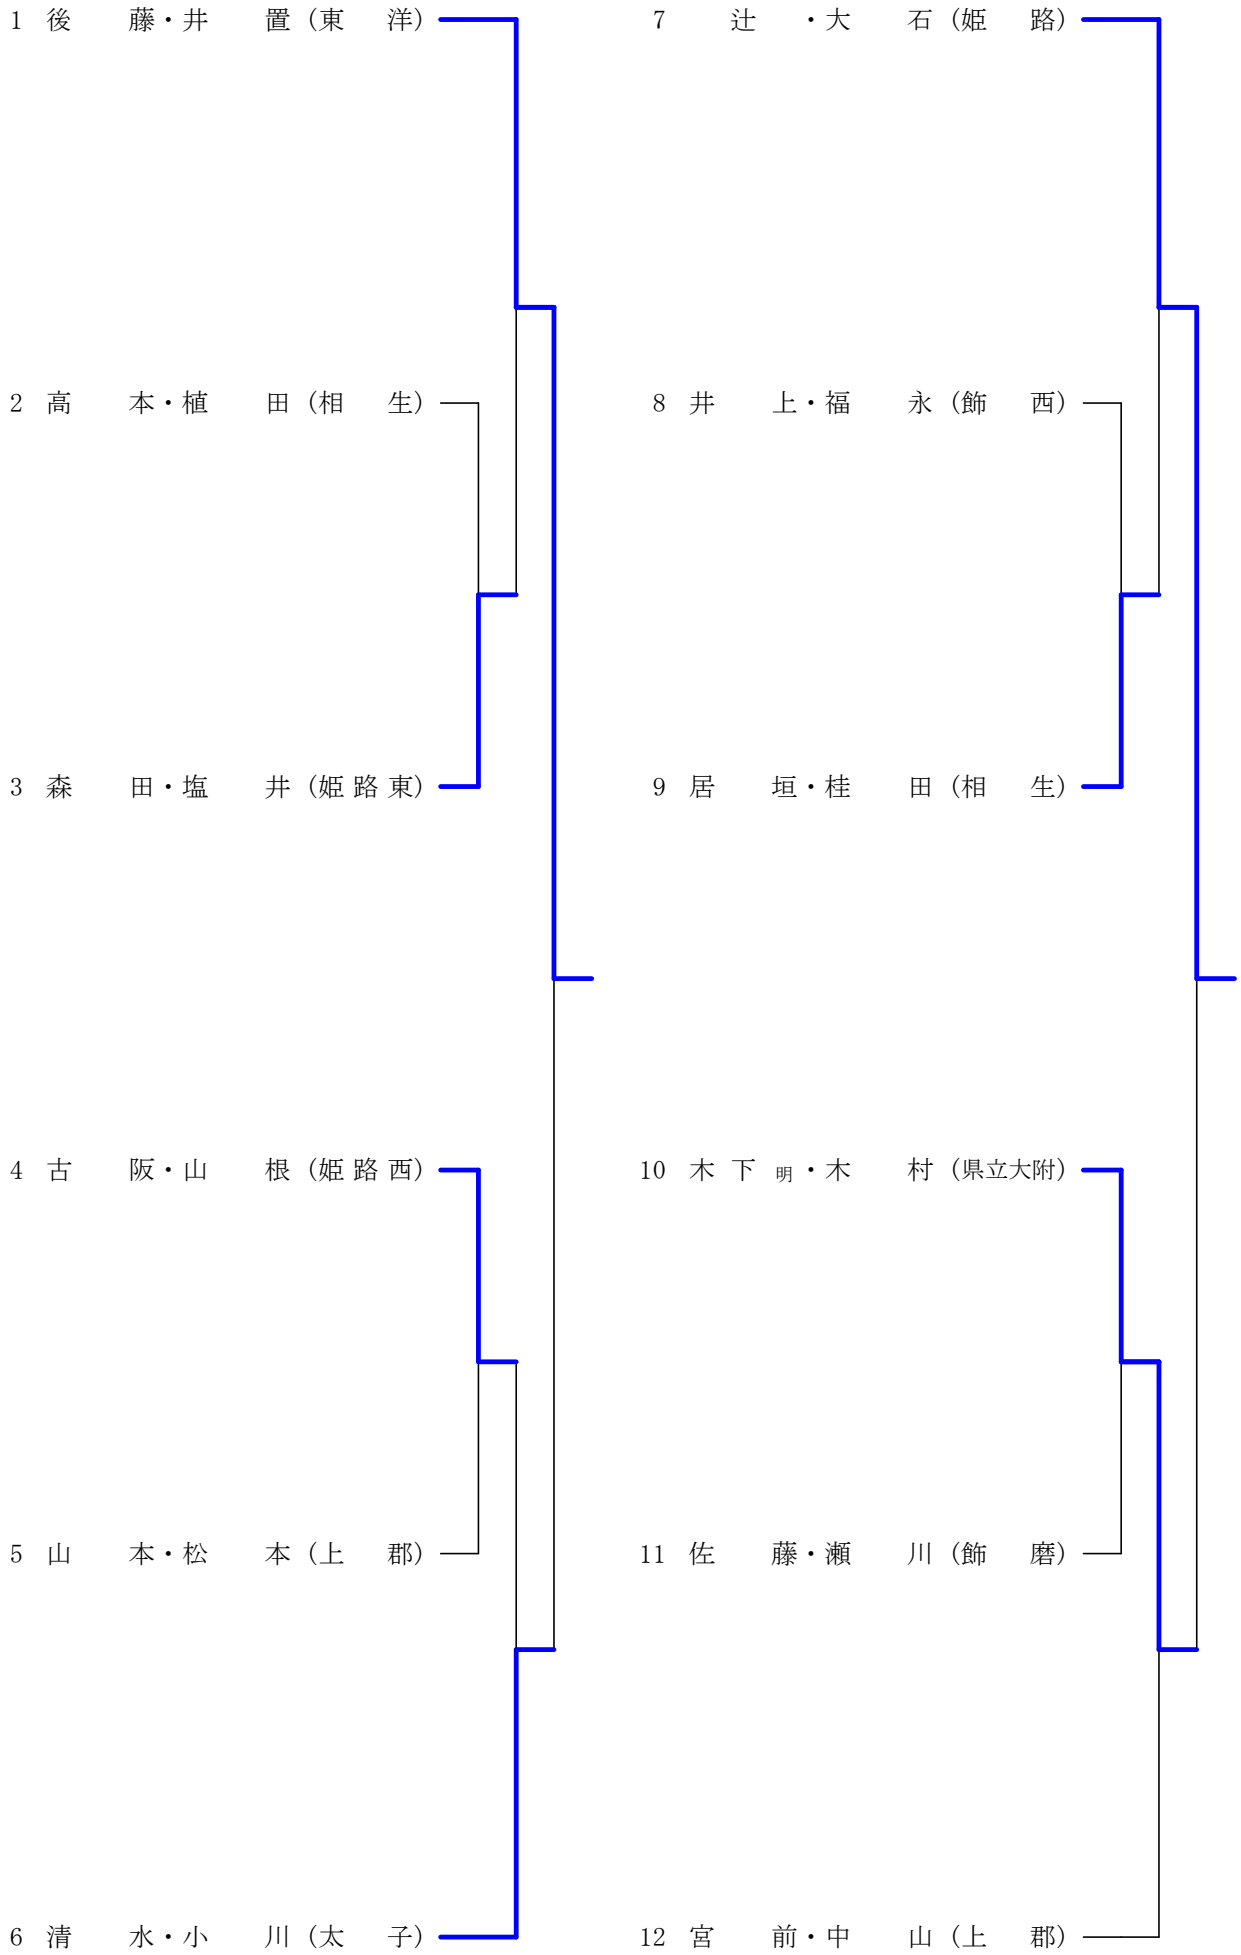 1 後藤・井置(東洋)
2 高本・植田(相生)
3 森田・塩井(姫路東)
4 古阪・山根(姫路西)
5 山本・松本(上郡)
6 清水・小川(太子)
7 辻・大石(姫路)
8 井上・福永(飾西)
9 居垣・桂田(相生)
10 木下明・木村(県立大附)
11 佐藤・瀬川(飾磨)
12 宮前・中山(上郡)